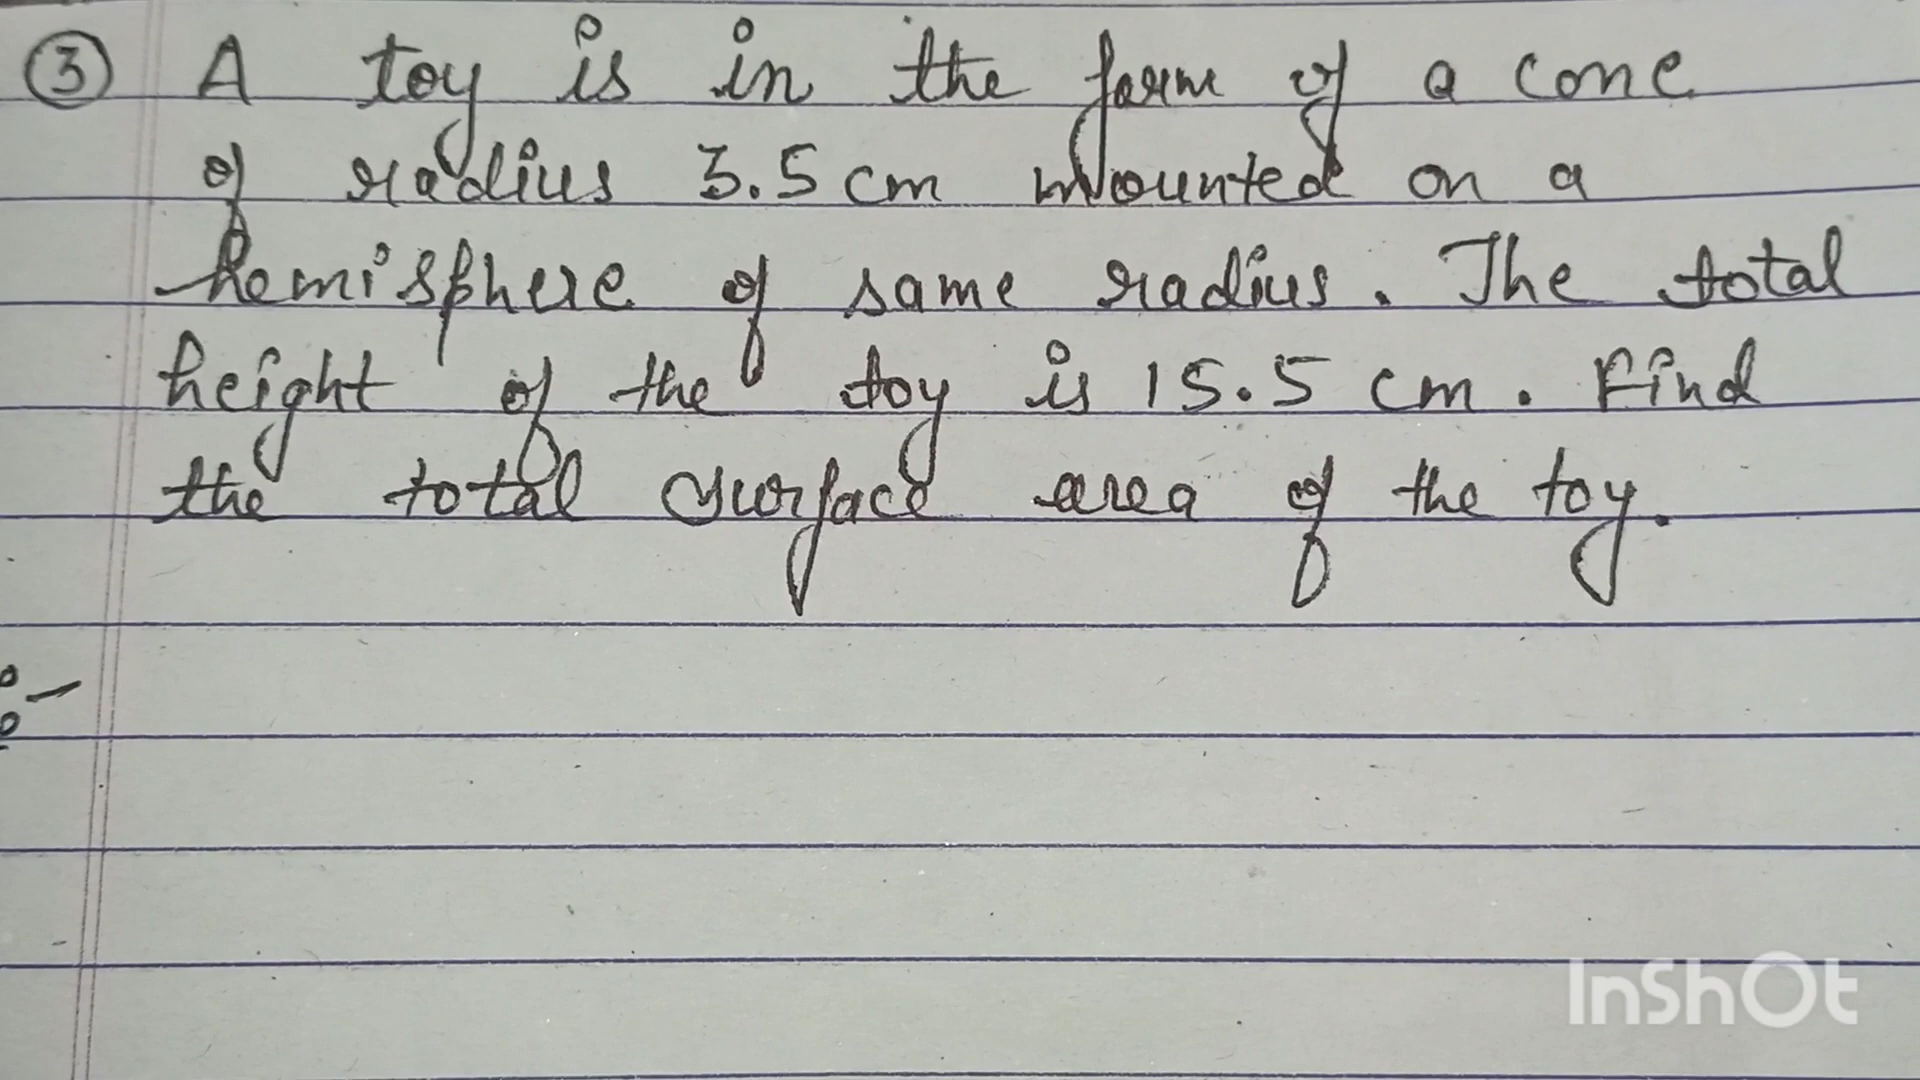 ③ A toy is in the form of a cone
of radius 3.5 cm mounted on a
hemisphere of same radius. The total
height of the toy is 15.5 cm. Find
the total surface area of the toy.
:-
InShOt